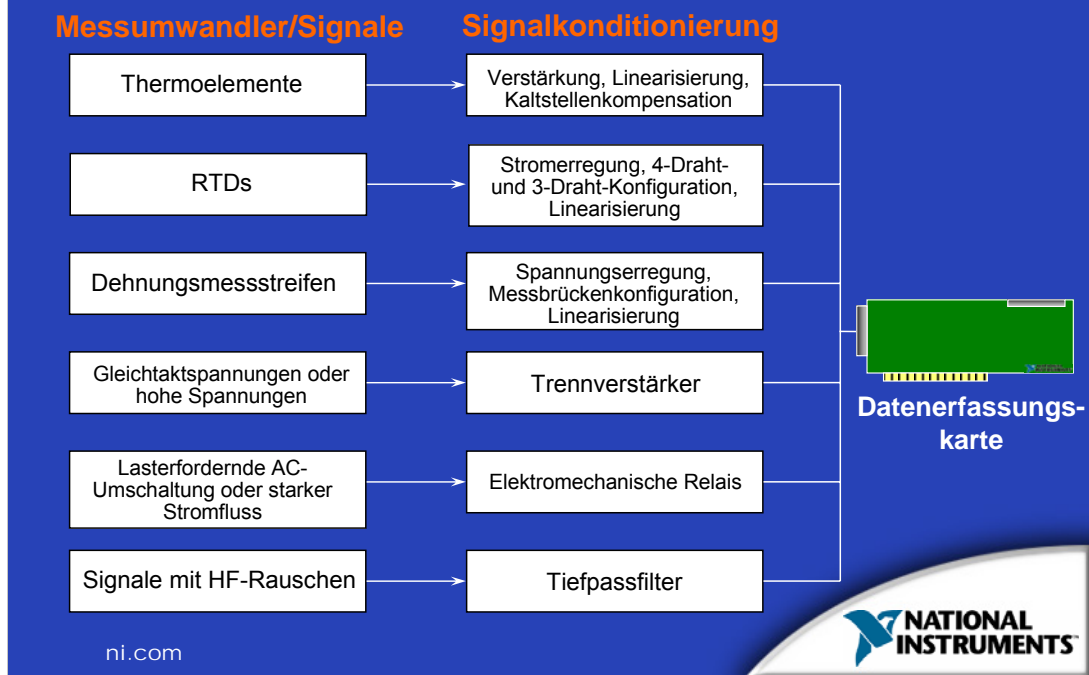 Messumwandler/Signale
Signalkonditionierung
Thermoelemente
Verstärkung, Linearisierung,
Kaltstellenkompensation
RTDs
Stromerregung, 4-Draht-
und 3-Draht-Konfiguration,
Linearisierung
Dehnungsmessstreifen
Spannungserregung,
Messbrückenkonfiguration,
Linearisierung
Gleichtaktspannungen oder
hohe Spannungen
Trennverstärker
Lasterfordernde AC-
Umschaltung oder starker
Stromfluss
Elektromechanische Relais
Signale mit HF-Rauschen
Tiefpassfilter
Datenerfassungs-
karte
ni.com
NATIONAL
INSTRUMENTS™